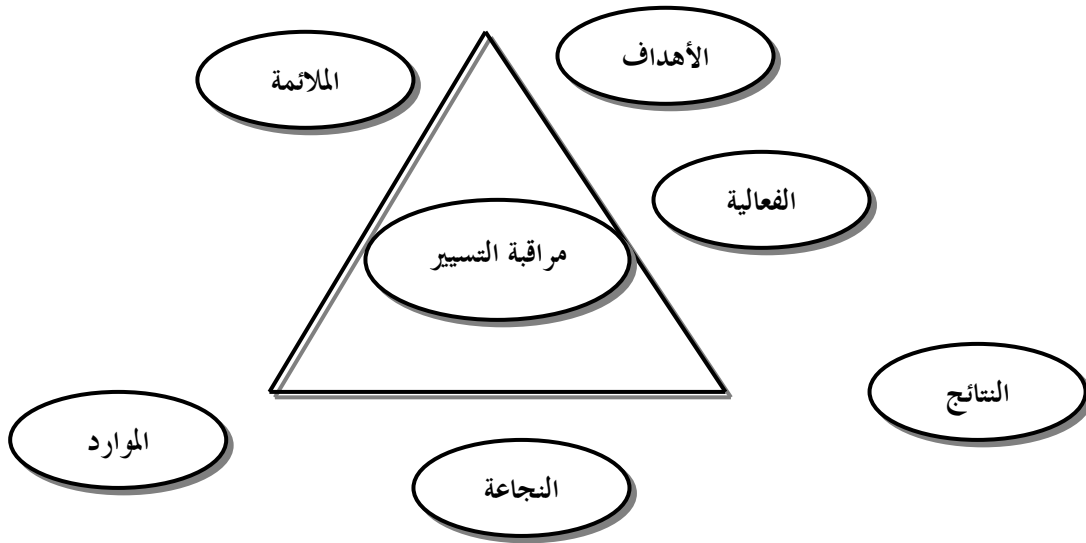 الأهداف
الملائمة
الفعالية
مراقبة التسيير
النتائج
الموارد
النجاعة